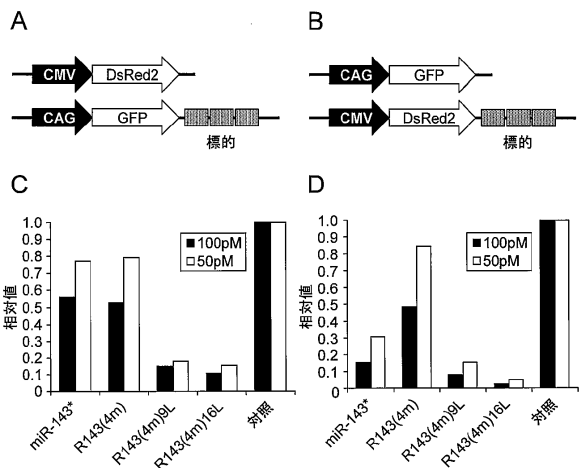 A
CMV DsRed2
CAG GFP
標的
B
CAG GFP
CMV DsRed2
標的
C
相対値
1.0
0.9
0.8
0.7
0.6
0.5
0.4
0.3
0.2
0.1
0
100pM
50pM
miR-143*
R143(4m)
R143(4m)9L
R143(4m)16L
対照
D
相対値
1.0
0.9
0.8
0.7
0.6
0.5
0.4
0.3
0.2
0.1
0
100pM
50pM
miR-143*
R143(4m)
R143(4m)9L
R143(4m)16L
対照